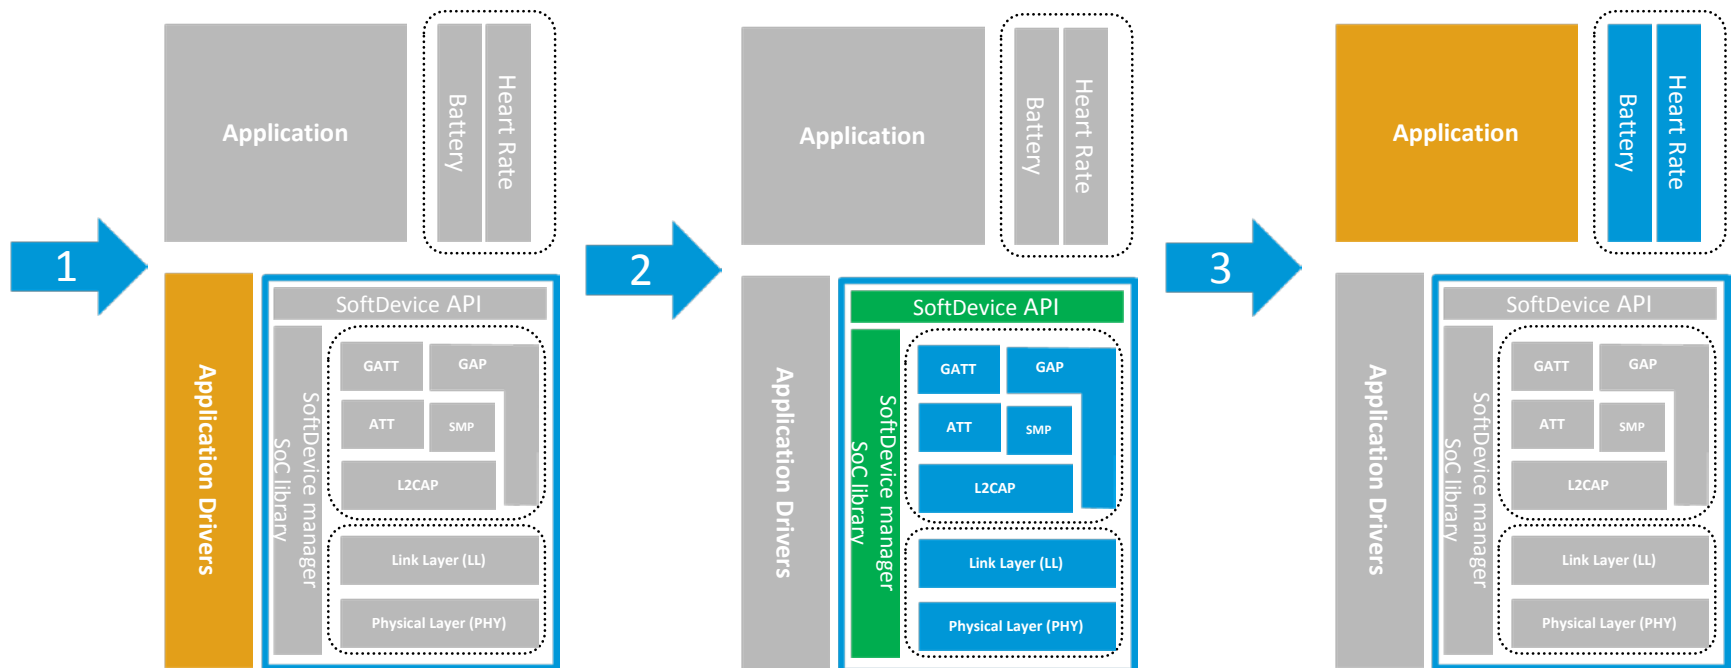 1
Application
Battery
Heart Rate
Application Drivers
SoftDevice API
SoftDevice manager
SoC library
GATT
GAP
ATT
SMP
L2CAP
Link Layer (LL)
Physical Layer (PHY)
2
Application
Battery
Heart Rate
Application Drivers
SoftDevice API
SoftDevice manager
SoC library
GATT
GAP
ATT
SMP
L2CAP
Link Layer (LL)
Physical Layer (PHY)
3
Application
Battery
Heart Rate
Application Drivers
SoftDevice API
SoftDevice manager
SoC library
GATT
GAP
ATT
SMP
L2CAP
Link Layer (LL)
Physical Layer (PHY)